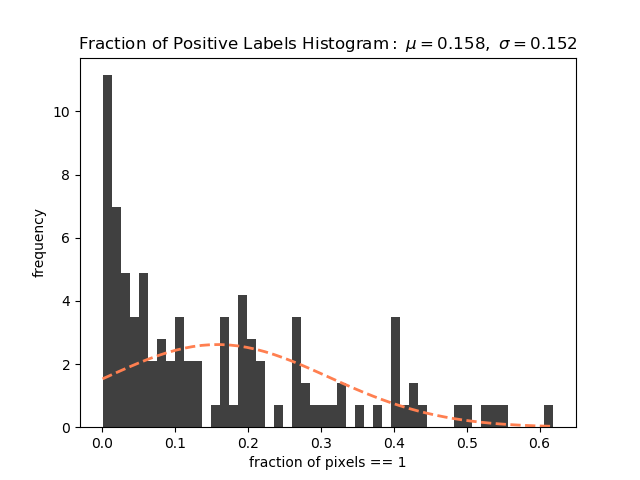 Fraction of Positive Labels Histogram: μ = 0.158, σ = 0.152
10
8
6
4
2
0
frequency
0.0 0.1 0.2 0.3 0.4 0.5 0.6
fraction of pixels == 1